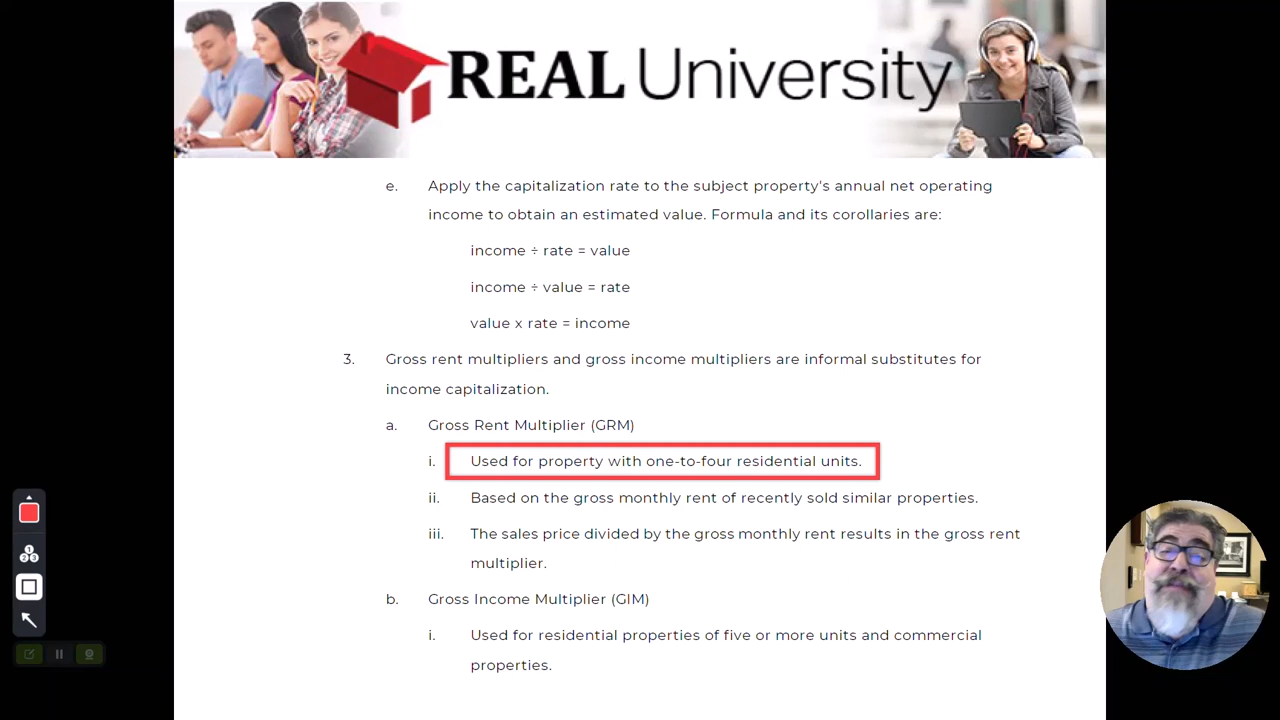 REAL University
e. Apply the capitalization rate to the subject property's annual net operating
income to obtain an estimated value. Formula and its corollaries are:
income ÷ rate = value
income ÷ value = rate
value x rate = income
3. Gross rent multipliers and gross income multipliers are informal substitutes for
income capitalization.
a. Gross Rent Multiplier (GRM)
i. Used for property with one-to-four residential units.
ii. Based on the gross monthly rent of recently sold similar properties.
iii. The sales price divided by the gross monthly rent results in the gross rent
multiplier.
b. Gross Income Multiplier (GIM)
i. Used for residential properties of five or more units and commercial
properties.